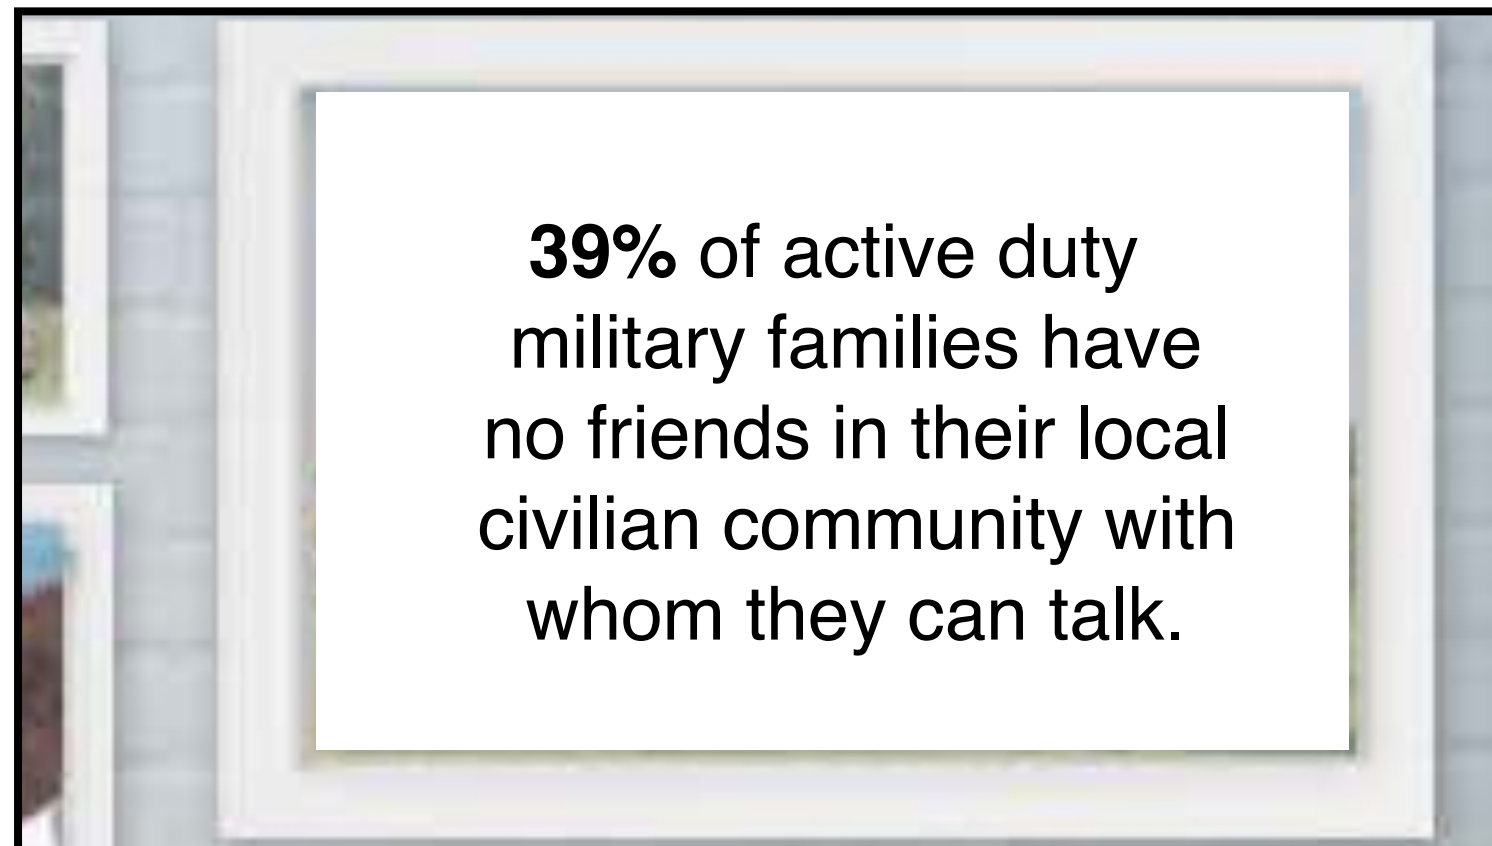 39% of active duty
military families have
no friends in their local
civilian community with
whom they can talk.